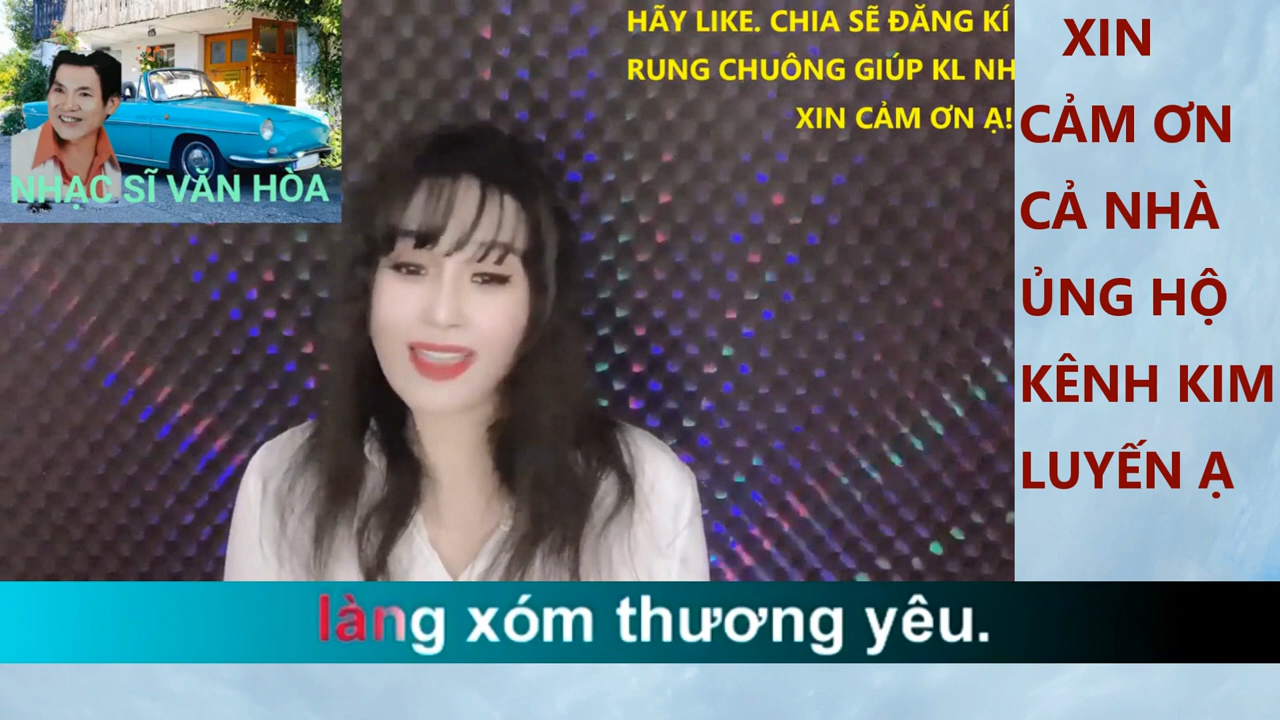 HÃY LIKE. CHIA SẼ ĐĂNG KÍ
RUNG CHUÔNG GIÚP KL NH
XIN CẢM ƠN Ạ!
NHẠC SĨ VĂN HÒA
XIN
CẢM ƠN
CẢ NHÀ
ỦNG HỘ
KÊNH KIM
LUYẾN Ạ
làng xóm thương yêu.